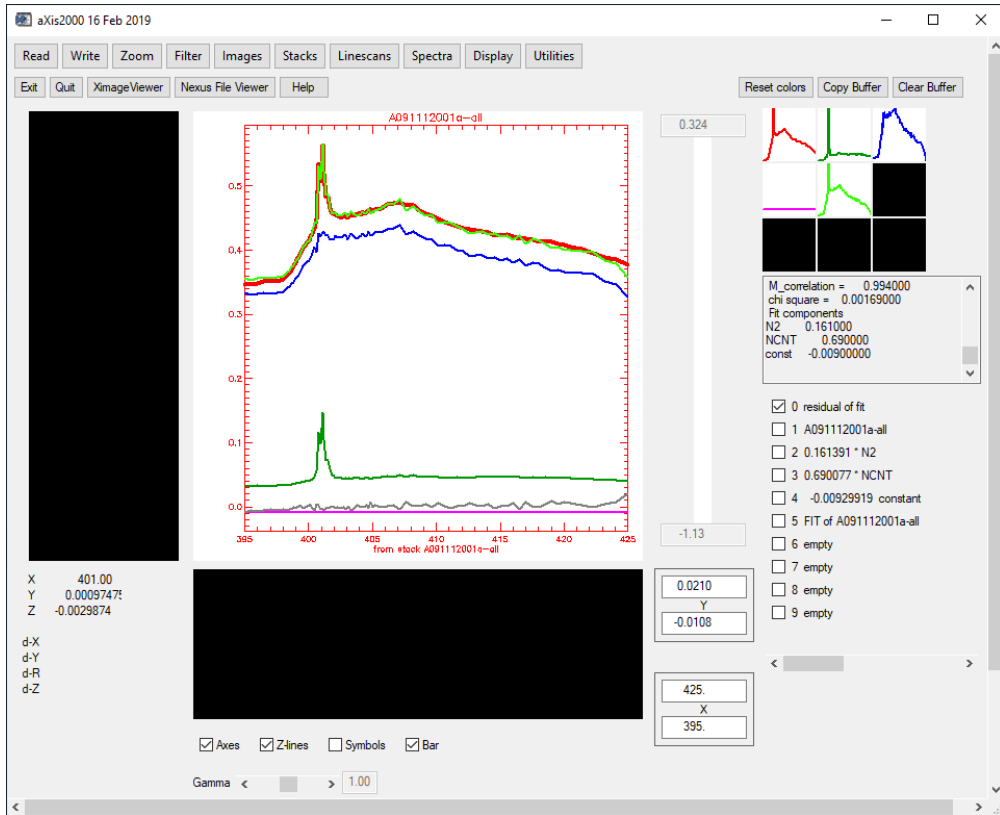 aXis2000 16 Feb 2019
Read Write Zoom Filter Images Stacks Linescans Spectra Display Utilities
Exit Quit XimageViewer Nexus File Viewer Help Reset colors Copy Buffer Clear Buffer
A091112001a-all
0.5
0.4
0.3
0.2
0.1
0.0
395 400 405 410 415 420 425
from stack A091112001a-all
0.324
-1.13
M_correlation = 0.994000
chi square = 0.00169000
Fit components
N2 0.161000
NCNT 0.690000
const -0.00900000
0 residual of fit
1 A091112001a-all
2 0.161391 * N2
3 0.690077 * NCNT
4 -0.00929919 constant
5 FIT of A091112001a-all
6 empty
7 empty
8 empty
9 empty
X 401.00
Y 0.00097475
Z -0.0029874
d-X
d-Y
d-R
d-Z
0.0210
Y
-0.0108
425.
X
395.
Axes Z-lines Symbols Bar
Gamma 1.00